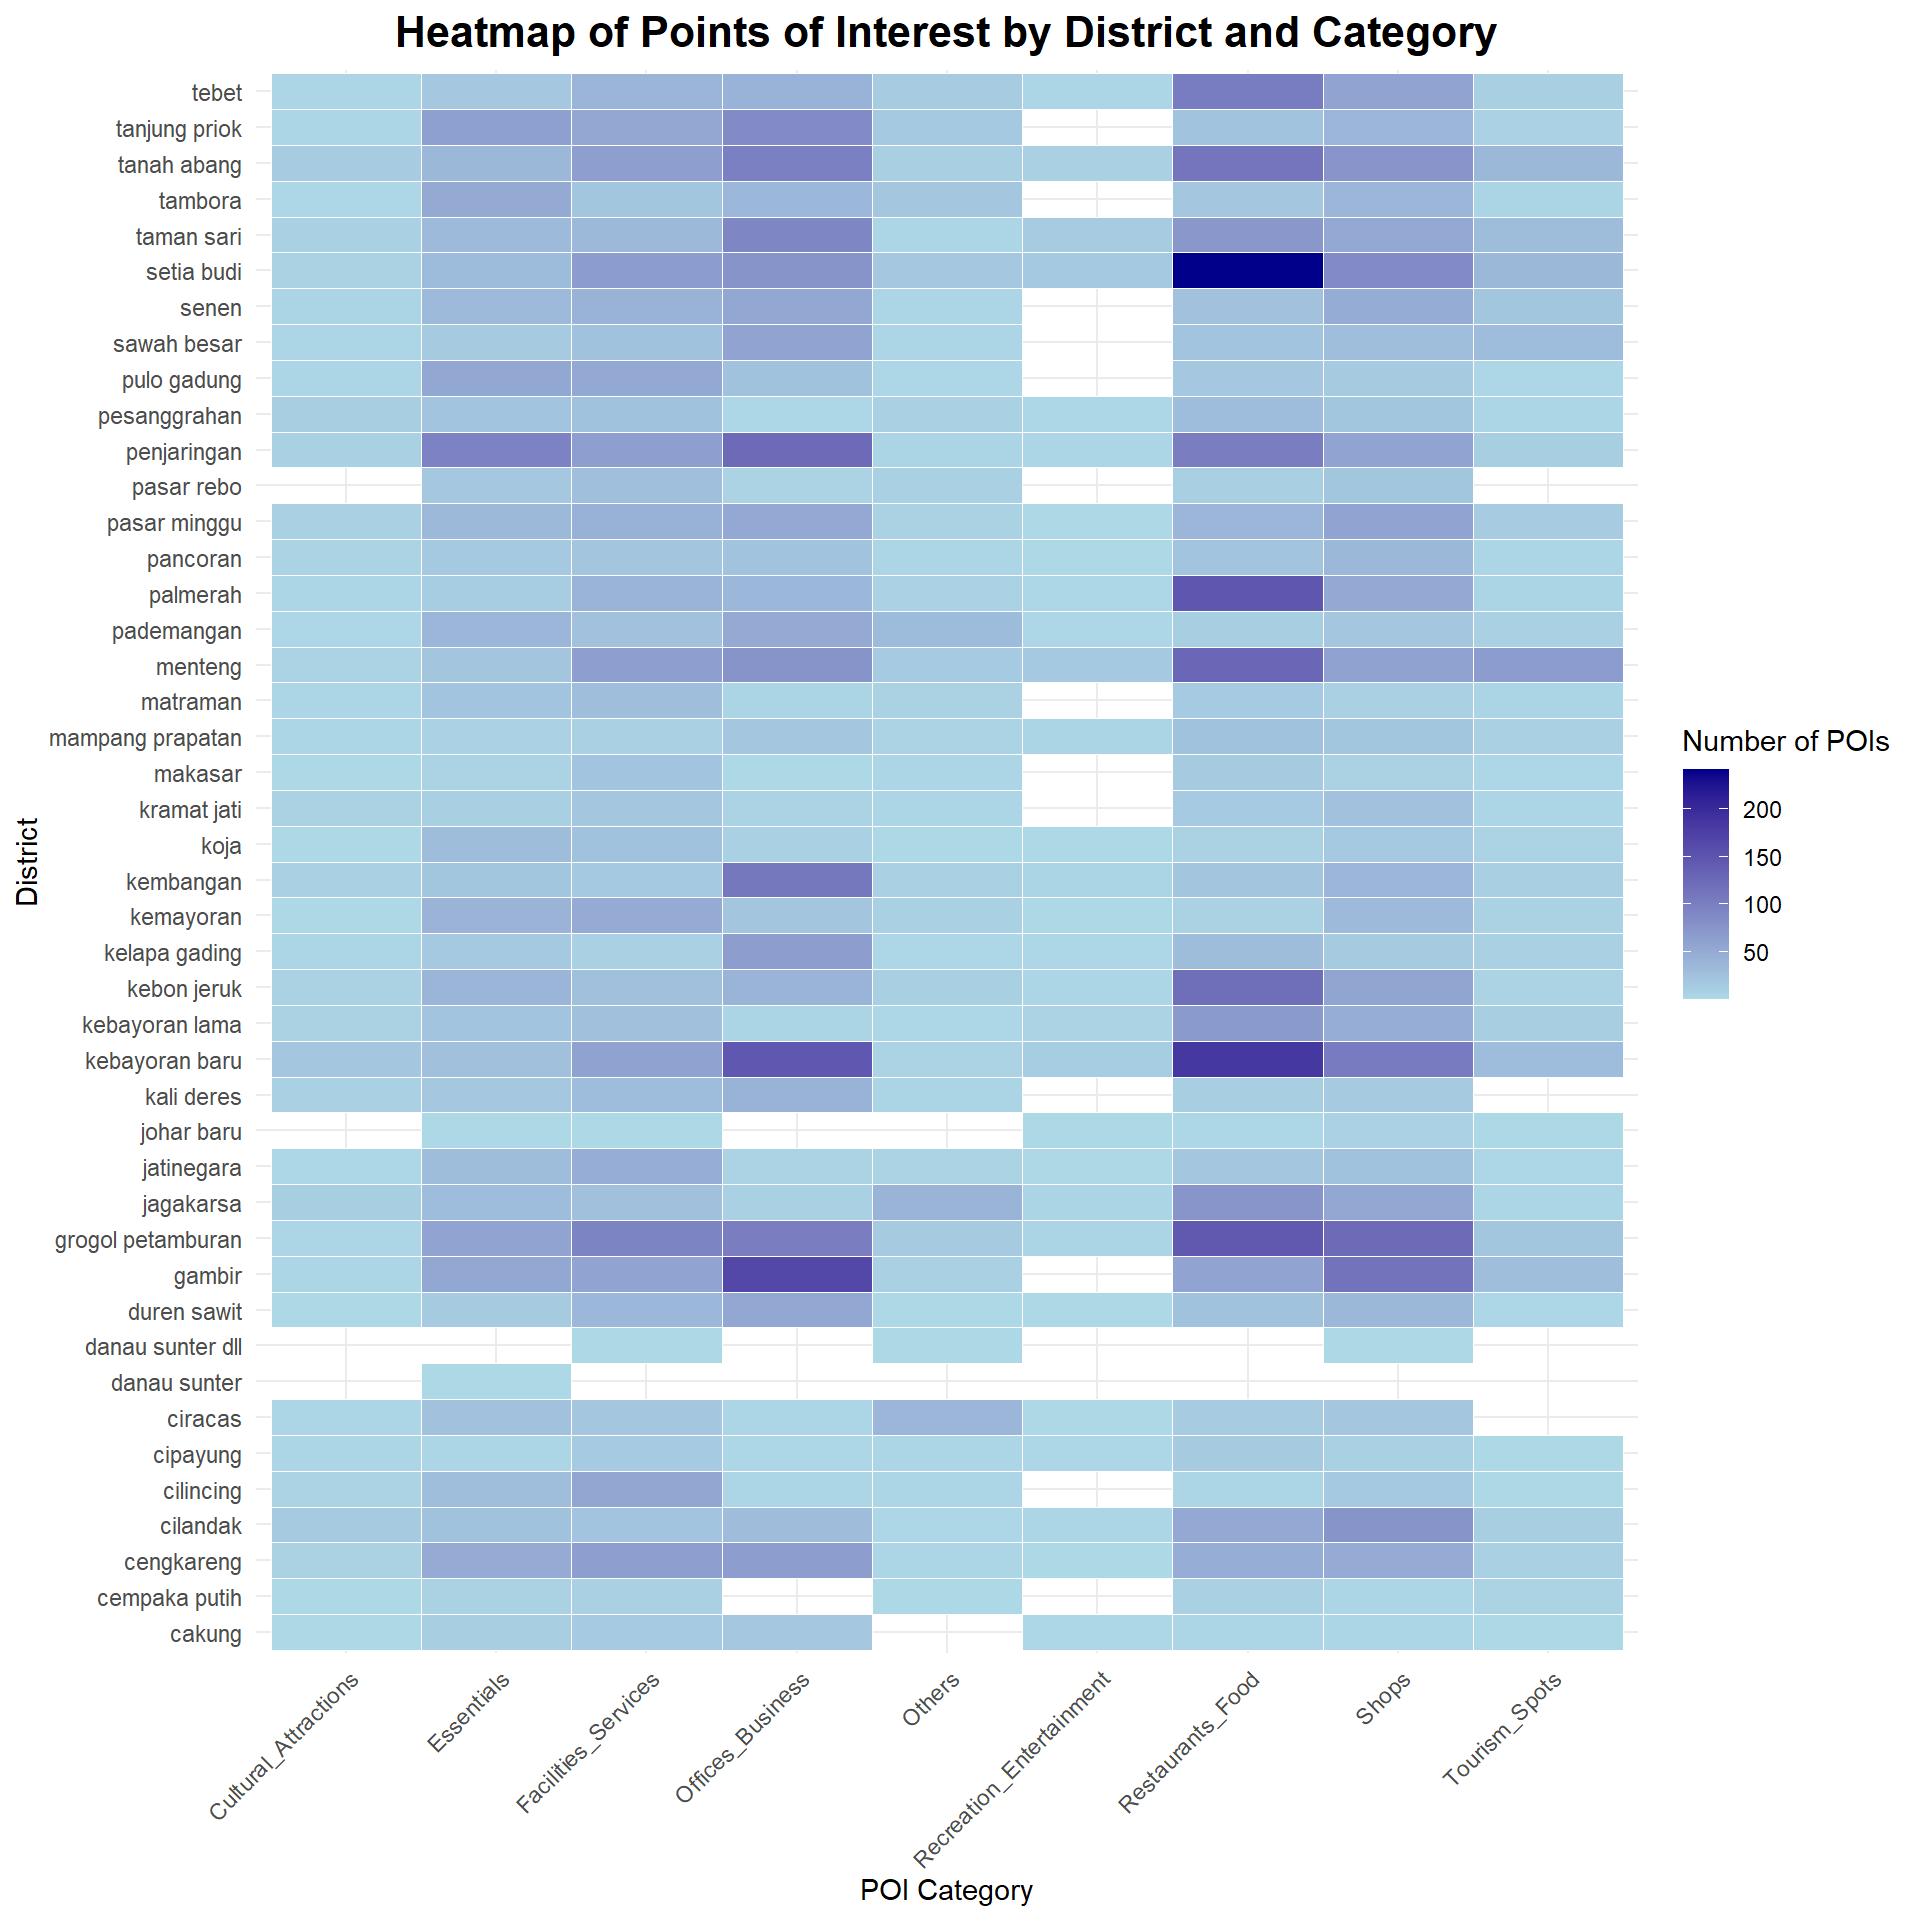 Heatmap of Points of Interest by District and Category
tebet
tanjung priok
tanah abang
tambora
taman sari
setia budi
senen
sawah besar
pulo gadung
pesanggrahan
penjaringan
pasar rebo
pasar minggu
pancoran
palmerah
pademangan
menteng
matraman
mampang prapatan
makasar
kramat jati
koja
kembangan
kemayoran
kelapa gading
kebon jeruk
kebayoran lama
kebayoran baru
kali deres
johar baru
jatinegara
jagakarsa
grogol petamburan
gambir
duren sawit
danau sunter dll
danau sunter
ciracas
cipayung
cilincing
cilandak
cengkareng
cempaka putih
cakung
District
Cultural_Attractions
Essentials
Facilities_Services
Offices_Business
Others
Recreation_Entertainment
Restaurants_Food
Shops
Tourism_Spots
POI Category
Number of POIs
200
150
100
50